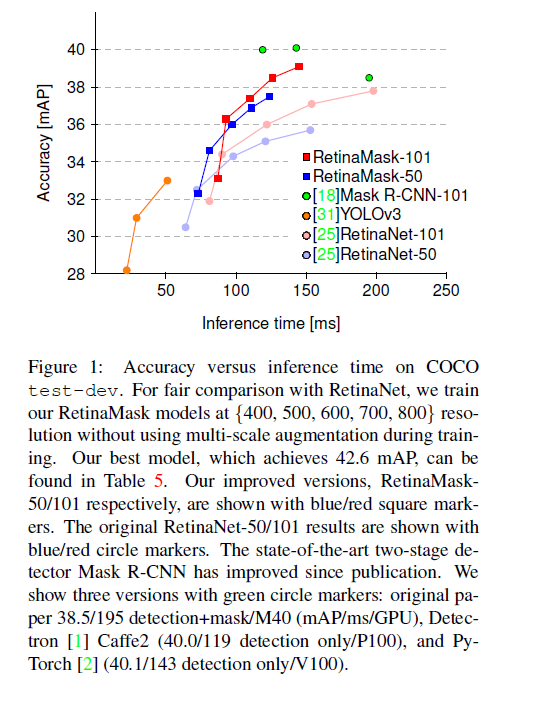 40
38
36
34
32
30
28
Accuracy [mAP]
50 100 150 200 250
Inference time [ms]
RetinaMask-101
RetinaMask-50
[18]Mask R-CNN-101
[31]YOLOv3
[25]RetinaNet-101
[25]RetinaNet-50
Figure 1: Accuracy versus inference time on COCO
test-dev. For fair comparison with RetinaNet, we train
our RetinaMask models at {400, 500, 600, 700, 800} reso-
lution without using multi-scale augmentation during train-
ing. Our best model, which achieves 42.6 mAP, can be
found in Table 5. Our improved versions, RetinaMask-
50/101 respectively, are shown with blue/red square mark-
ers. The original RetinaNet-50/101 results are shown with
blue/red circle markers. The state-of-the-art two-stage de-
tector Mask R-CNN has improved since publication. We
show three versions with green circle markers: original pa-
per 38.5/195 detection+mask/M40 (mAP/ms/GPU), Detec-
tron [1] Caffe2 (40.0/119 detection only/P100), and Py-
Torch [2] (40.1/143 detection only/V100).